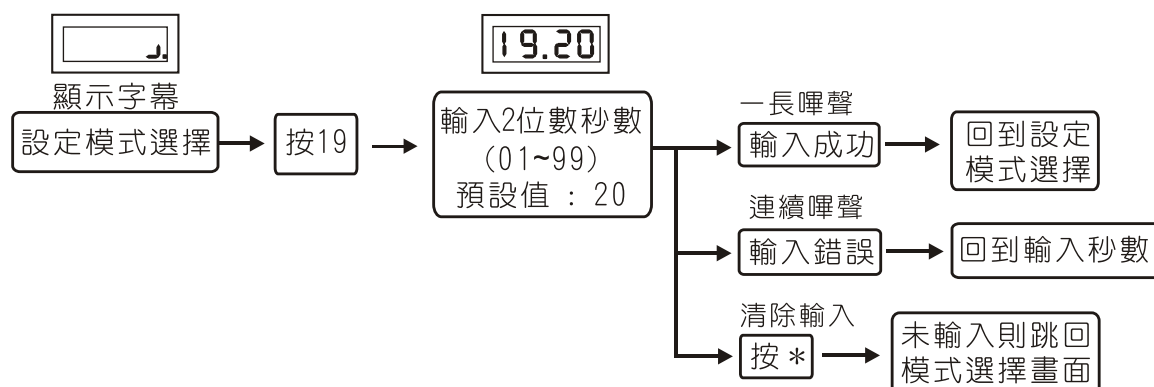 19.20
顯示字幕
設定模式選擇
按19
輸入2位數秒數
(01~99)
預設值 : 20
一長嗶聲
輸入成功
回到設定
模式選擇
連續嗶聲
輸入錯誤
回到輸入秒數
清除輸入
按*
未輸入則跳回
模式選擇畫面